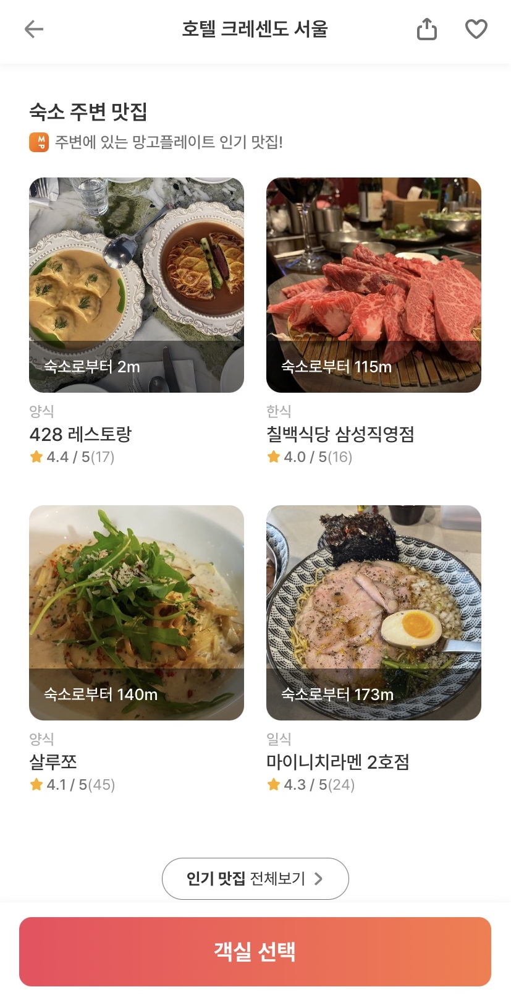 호텔 크레센도 서울
숙소 주변 맛집
MP 주변에 있는 망고플레이트 인기 맛집!
숙소로부터 2m
숙소로부터 115m
양식
428 레스토랑
4.4 / 5(17)
한식
칠백식당 삼성직영점
4.0 / 5(16)
숙소로부터 140m
숙소로부터 173m
양식
살루쪼
4.1 / 5(45)
일식
마이니치라멘 2호점
4.3 / 5(24)
인기 맛집 전체보기
객실 선택